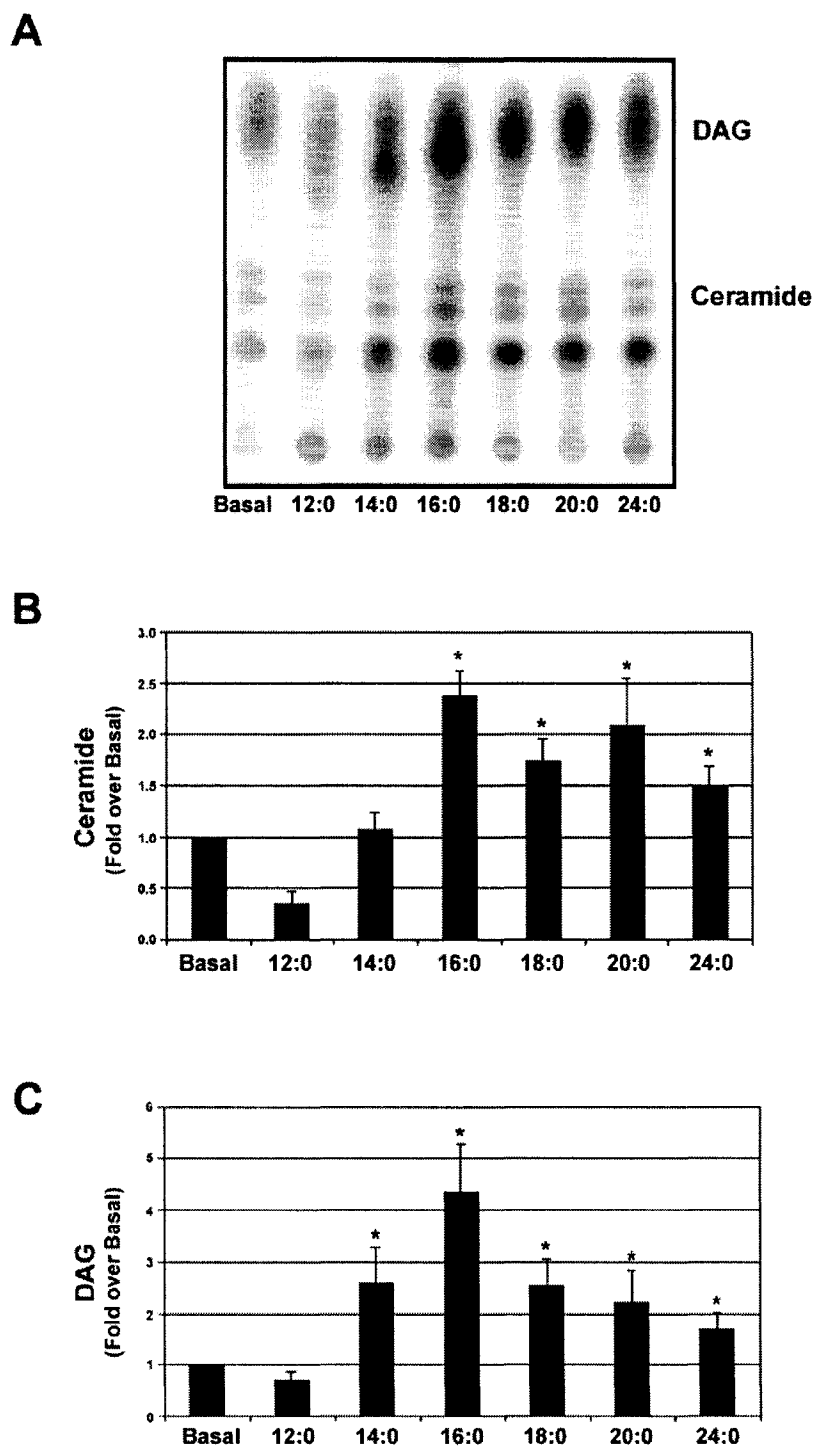 A
DAG
Ceramide
Basal 12:0 14:0 16:0 18:0 20:0 24:0
B
Ceramide
(Fold over Basal)
3.0
2.5
2.0
1.5
1.0
0.5
0.0
* * * *
Basal 12:0 14:0 16:0 18:0 20:0 24:0
C
DAG
(Fold over Basal)
6
5
4
3
2
1
0
* * * * *
Basal 12:0 14:0 16:0 18:0 20:0 24:0